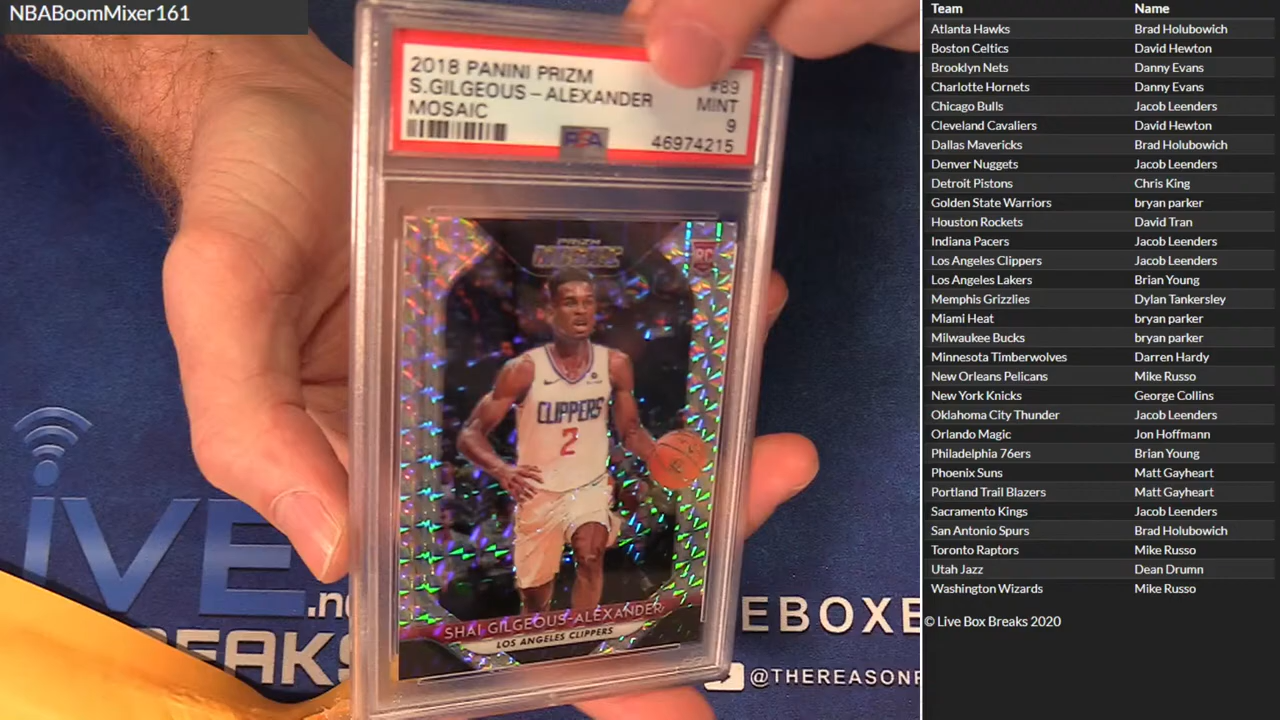 NBABoomMixer161
2018 PANINI PRIZM
#89
S.GILGEOUS-ALEXANDER
MINT
MOSAIC
9
PSA
46974215
PRIZM
MOSAIC
RC
CLIPPERS
2
SHAI GILGEOUS-ALEXANDER
LOS ANGELES CLIPPERS
LIVE
.n
EBOXE
@THEREASON
Team Name
Atlanta Hawks Brad Holubowich
Boston Celtics David Hewton
Brooklyn Nets Danny Evans
Charlotte Hornets Danny Evans
Chicago Bulls Jacob Leenders
Cleveland Cavaliers David Hewton
Dallas Mavericks Brad Holubowich
Denver Nuggets Jacob Leenders
Detroit Pistons Chris King
Golden State Warriors bryan parker
Houston Rockets David Tran
Indiana Pacers Jacob Leenders
Los Angeles Clippers Jacob Leenders
Los Angeles Lakers Brian Young
Memphis Grizzlies Dylan Tankersley
Miami Heat bryan parker
Milwaukee Bucks bryan parker
Minnesota Timberwolves Darren Hardy
New Orleans Pelicans Mike Russo
New York Knicks George Collins
Oklahoma City Thunder Jacob Leenders
Orlando Magic Jon Hoffmann
Philadelphia 76ers Brian Young
Phoenix Suns Matt Gayheart
Portland Trail Blazers Matt Gayheart
Sacramento Kings Jacob Leenders
San Antonio Spurs Brad Holubowich
Toronto Raptors Mike Russo
Utah Jazz Dean Drumn
Washington Wizards Mike Russo
© Live Box Breaks 2020